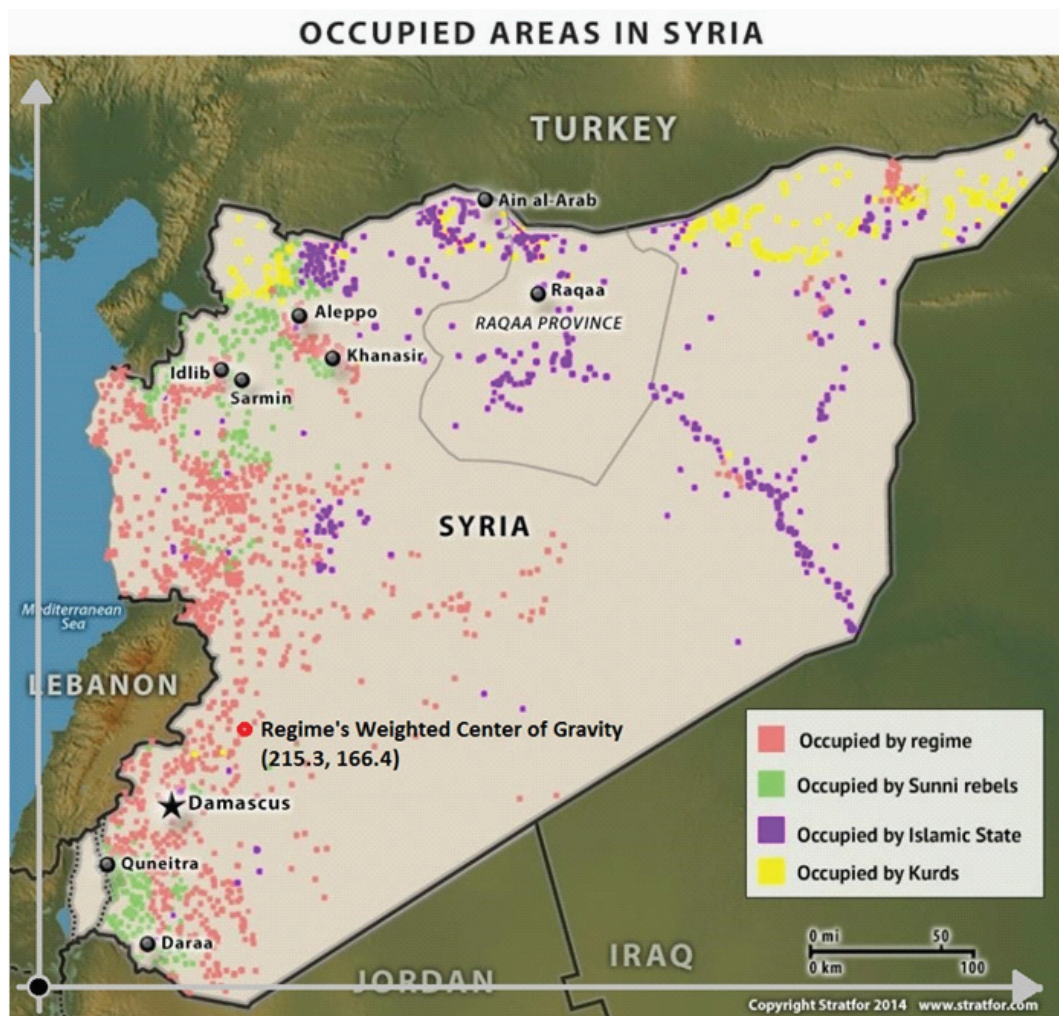 OCCUPIED AREAS IN SYRIA
TURKEY
Ain al-Arab
Raqaa
RAQAA PROVINCE
Aleppo
Khanasir
Idlib
Sarmin
SYRIA
Mediterranean
Sea
LEBANON
Regime's Weighted Center of Gravity
(215.3, 166.4)
Damascus
Quneitra
Daraa
Occupied by regime
Occupied by Sunni rebels
Occupied by Islamic State
Occupied by Kurds
IRAQ
JORDAN
0 mi 50
0 km 100
Copyright Stratfor 2014 www.stratfor.com